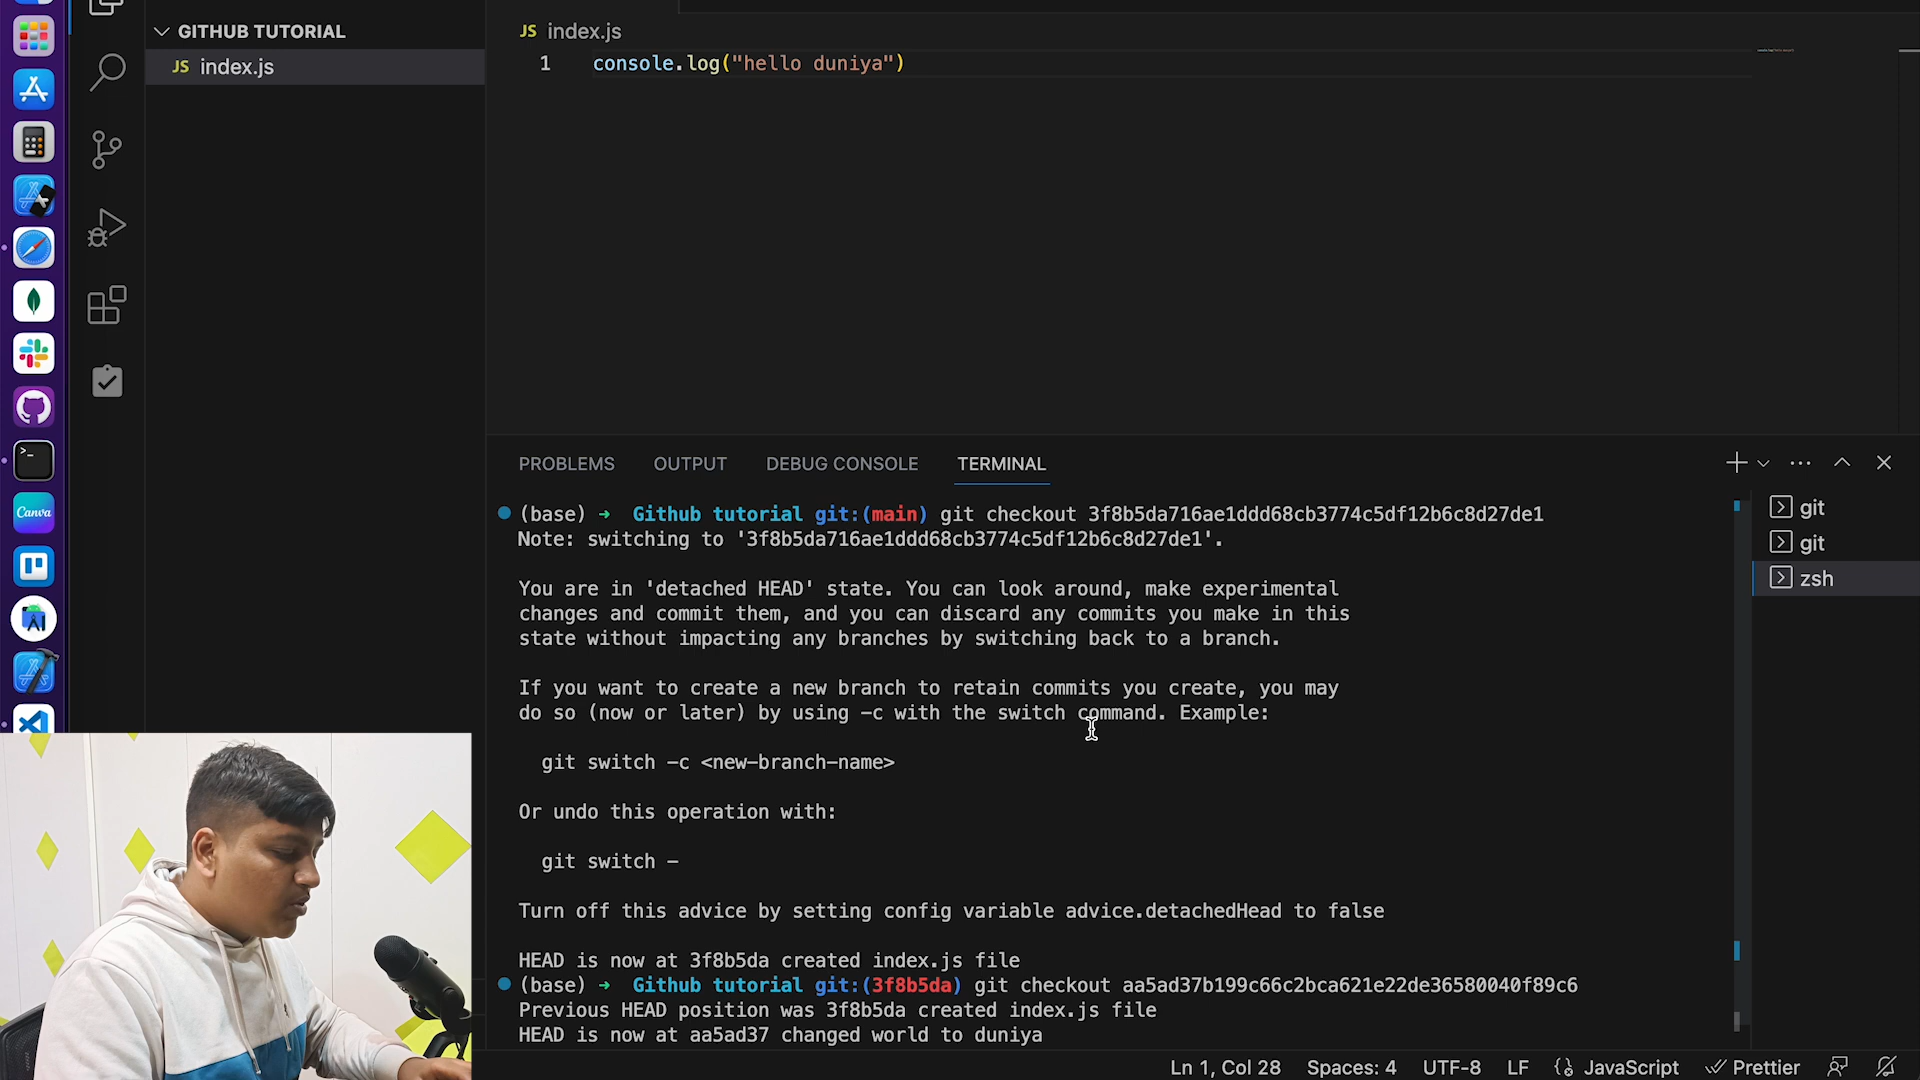 GITHUB TUTORIAL
JS index.js
JS index.js
1 console.log("hello duniya")
PROBLEMS OUTPUT DEBUG CONSOLE TERMINAL
(base) → Github tutorial git:(main) git checkout 3f8b5da716ae1ddd68cb3774c5df12b6c8d27de1
Note: switching to '3f8b5da716ae1ddd68cb3774c5df12b6c8d27de1'.
You are in 'detached HEAD' state. You can look around, make experimental
changes and commit them, and you can discard any commits you make in this
state without impacting any branches by switching back to a branch.
If you want to create a new branch to retain commits you create, you may
do so (now or later) by using -c with the switch command. Example:
git switch -c <new-branch-name>
Or undo this operation with:
git switch -
Turn off this advice by setting config variable advice.detachedHead to false
HEAD is now at 3f8b5da created index.js file
(base) → Github tutorial git:(3f8b5da) git checkout aa5ad37b199c66c2bca621e22de36580040f89c6
Previous HEAD position was 3f8b5da created index.js file
HEAD is now at aa5ad37 changed world to duniya
git
git
zsh
Canva
Ln 1, Col 28 Spaces: 4 UTF-8 LF {} JavaScript Prettier